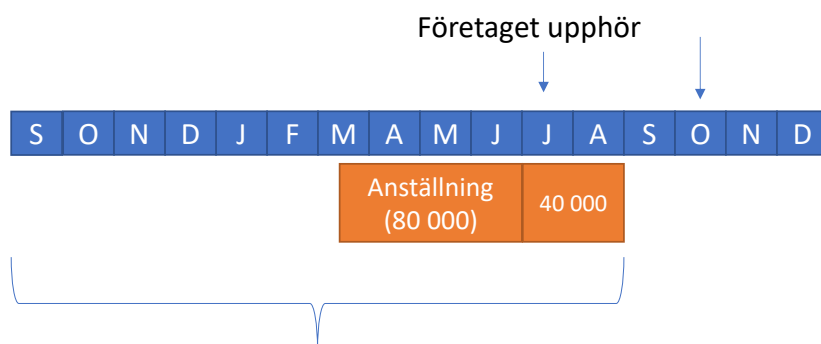 Företaget upphör
S O N D J F M A M J J A S O N D
Anställning
(80 000)
40 000